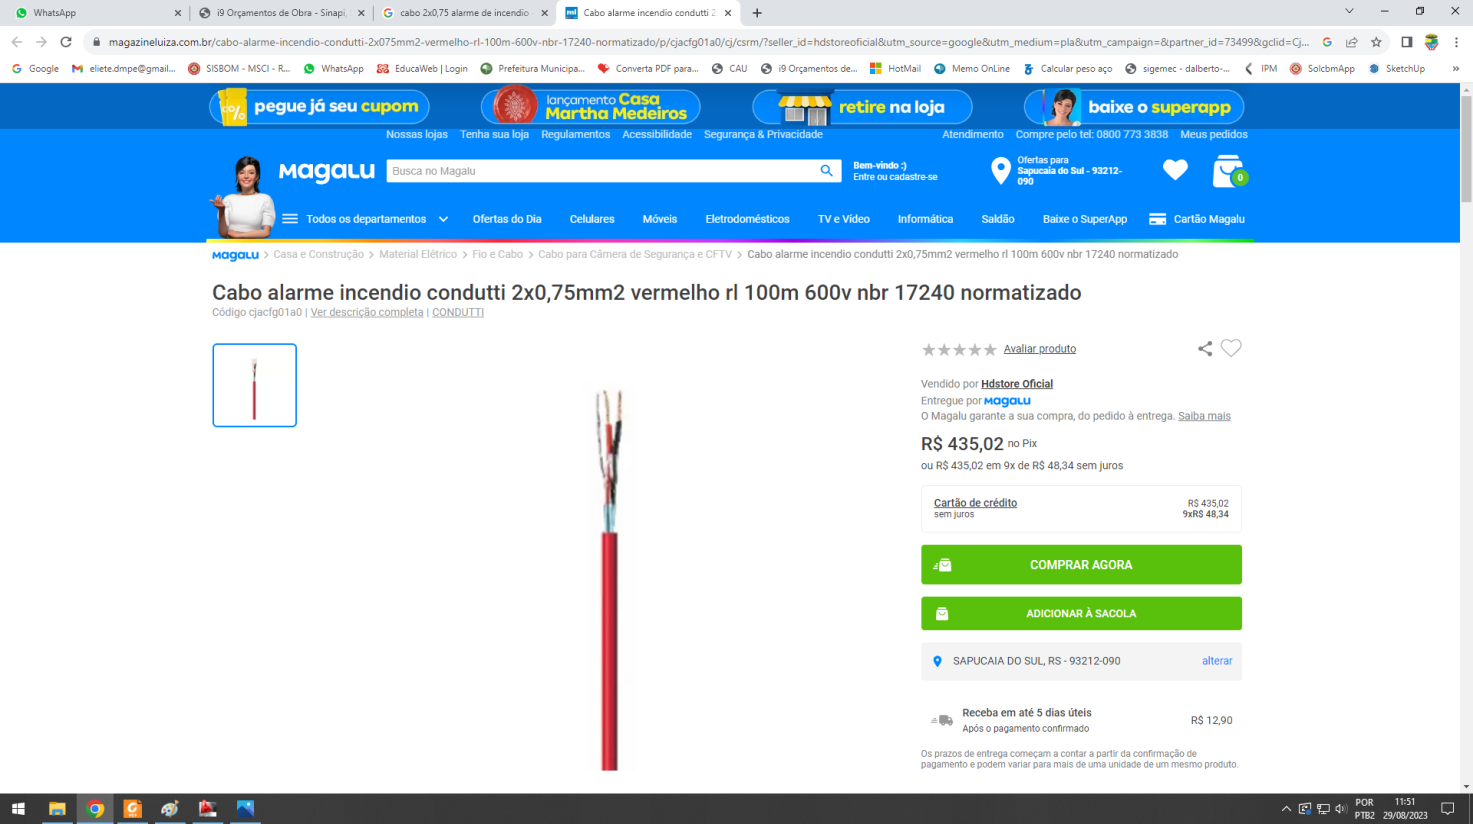 WhatsApp
i9 Orçamentos de Obra - Sinapi,
cabo 2x0,75 alarme de incendio
Cabo alarme incendio condutti 2
magazineluiza.com.br/cabo-alarme-incendio-condutti-2x075mm2-vermelho-rl-100m-600v-nbr-17240-normatizado/p/cjacfg01a0/cj/csrm/?seller_id=hdstoreoficial&utm_source=google&utm_medium=pla&utm_campaign=&partner_id=73499&gclid=Cj...
Google
eliete.dmpe@gmail...
SISBOM - MSCI - R...
WhatsApp
EducaWeb | Login
Prefeitura Municipa...
Converta PDF para...
CAU
i9 Orçamentos de...
HotMail
Memo OnLine
Calcular peso aço
sigemec - dalberto-...
IPM
SolcbmApp
SketchUp
»
pegue já seu cupom
lançamento Casa
Martha Medeiros
retire na loja
baixe o superapp
Nossas lojas Tenha sua loja Regulamentos Acessibilidade Segurança & Privacidade
Atendimento Compre pelo tel: 0800 773 3838 Meus pedidos
Magalu
Busca no Magalu
Bem-vindo :)
Entre ou cadastre-se
Ofertas para
Sapucaia do Sul - 93212-
090
0
Todos os departamentos
Ofertas do Dia
Celulares
Móveis
Eletrodomésticos
TV e Vídeo
Informática
Saldão
Baixe o SuperApp
Cartão Magalu
Magalu > Casa e Construção > Material Elétrico > Fio e Cabo > Cabo para Câmera de Segurança e CFTV > Cabo alarme incendio condutti 2x0,75mm2 vermelho rl 100m 600v nbr 17240 normatizado
Cabo alarme incendio condutti 2x0,75mm2 vermelho rl 100m 600v nbr 17240 normatizado
Código cjacfg01a0 | Ver descrição completa | CONDUTTI
Avaliar produto
Vendido por Hdstore Oficial
Entregue por Magalu
O Magalu garante a sua compra, do pedido à entrega. Saiba mais
R$ 435,02 no Pix
ou R$ 435,02 em 9x de R$ 48,34 sem juros
Cartão de crédito
sem juros
R$ 435,02
9xR$ 48,34
COMPRAR AGORA
ADICIONAR À SACOLA
SAPUCAIA DO SUL, RS - 93212-090
alterar
Receba em até 5 dias úteis
Após o pagamento confirmado
R$ 12,90
Os prazos de entrega começam a contar a partir da confirmação de
pagamento e podem variar para mais de uma unidade de um mesmo produto.
POR
PTB2
11:51
29/08/2023